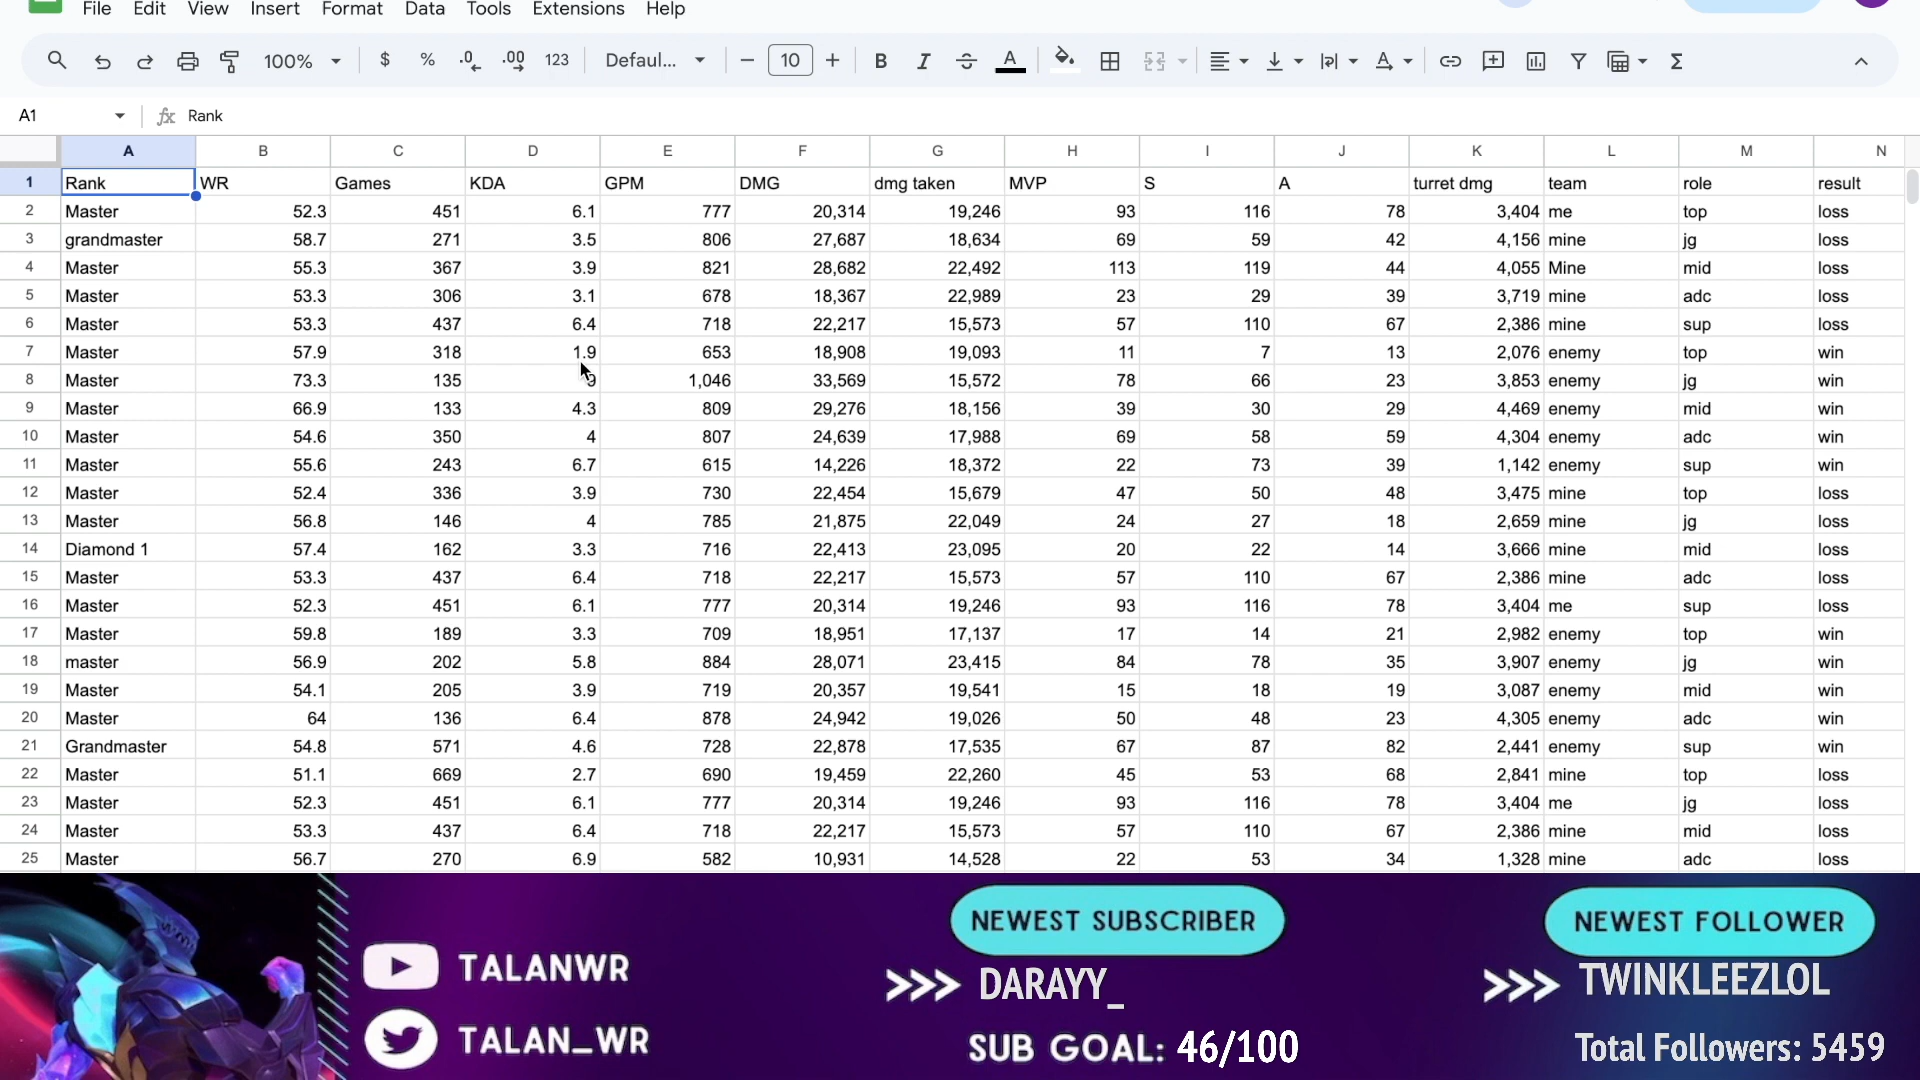 File Edit View Insert Format Data Tools Extensions Help
100% $ % .0 .00 123 Defaul... 10 B I S A A Σ
A1 fx Rank
A B C D E F G H I J K L M N
1 Rank WR Games KDA GPM DMG dmg taken MVP S A turret dmg team role result
2 Master 52.3 451 6.1 777 20,314 19,246 93 116 78 3,404 me top loss
3 grandmaster 58.7 271 3.5 806 27,687 18,634 69 59 42 4,156 mine jg loss
4 Master 55.3 367 3.9 821 28,682 22,492 113 119 44 4,055 Mine mid loss
5 Master 53.3 306 3.1 678 18,367 22,989 23 29 39 3,719 mine adc loss
6 Master 53.3 437 6.4 718 22,217 15,573 57 110 67 2,386 mine sup loss
7 Master 57.9 318 1.9 653 18,908 19,093 11 7 13 2,076 enemy top win
8 Master 73.3 135 9 1,046 33,569 15,572 78 66 23 3,853 enemy jg win
9 Master 66.9 133 4.3 809 29,276 18,156 39 30 29 4,469 enemy mid win
10 Master 54.6 350 4 807 24,639 17,988 69 58 59 4,304 enemy adc win
11 Master 55.6 243 6.7 615 14,226 18,372 22 73 39 1,142 enemy sup win
12 Master 52.4 336 3.9 730 22,454 15,679 47 50 48 3,475 mine top loss
13 Master 56.8 146 4 785 21,875 22,049 24 27 18 2,659 mine jg loss
14 Diamond 1 57.4 162 3.3 716 22,413 23,095 20 22 14 3,666 mine mid loss
15 Master 53.3 437 6.4 718 22,217 15,573 57 110 67 2,386 mine adc loss
16 Master 52.3 451 6.1 777 20,314 19,246 93 116 78 3,404 me sup loss
17 Master 59.8 189 3.3 709 18,951 17,137 17 14 21 2,982 enemy top win
18 master 56.9 202 5.8 884 28,071 23,415 84 78 35 3,907 enemy jg win
19 Master 54.1 205 3.9 719 20,357 19,541 15 18 19 3,087 enemy mid win
20 Master 64 136 6.4 878 24,942 19,026 50 48 23 4,305 enemy adc win
21 Grandmaster 54.8 571 4.6 728 22,878 17,535 67 87 82 2,441 enemy sup win
22 Master 51.1 669 2.7 690 19,459 22,260 45 53 68 2,841 mine top loss
23 Master 52.3 451 6.1 777 20,314 19,246 93 116 78 3,404 me jg loss
24 Master 53.3 437 6.4 718 22,217 15,573 57 110 67 2,386 mine mid loss
25 Master 56.7 270 6.9 582 10,931 14,528 22 53 34 1,328 mine adc loss
TALANWR
TALAN_WR
NEWEST SUBSCRIBER
DARAYY_
SUB GOAL: 46/100
NEWEST FOLLOWER
TWINKLEEZLOL
Total Followers: 5459